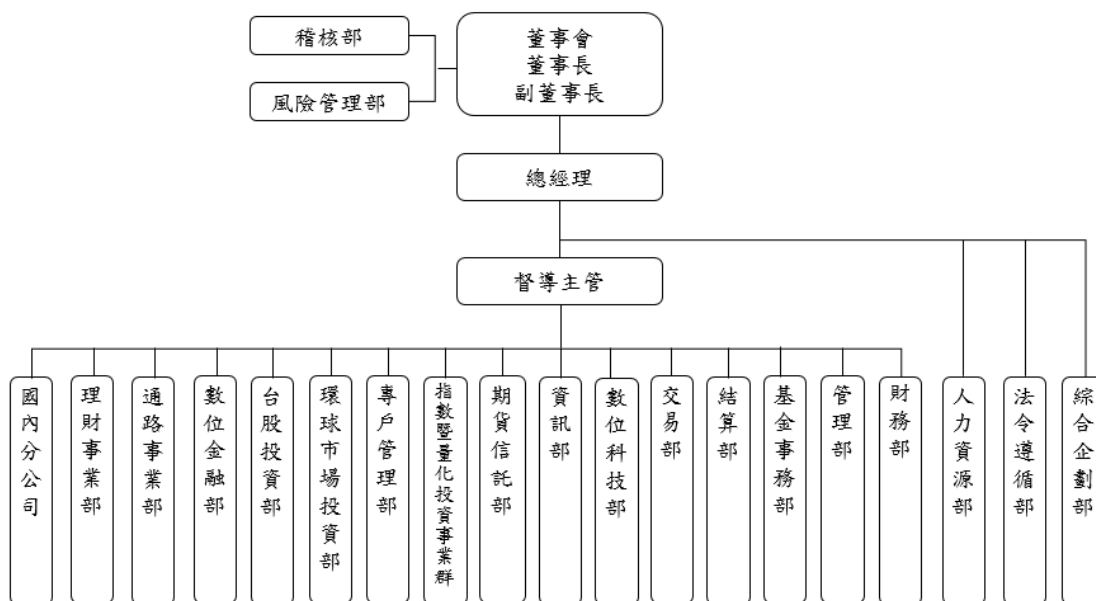 稽核部
風險管理部
董事會
董事長
副董事長
總經理
督導主管
國內分公司
理財事業部
通路事業部
數位金融部
台股投資部
環球市場投資部
專戶管理部
指數暨量化投資事業群
期貨信託部
資訊部
數位科技部
交易部
結算部
基金事務部
管理部
財務部
人力資源部
法令遵循部
綜合企劃部